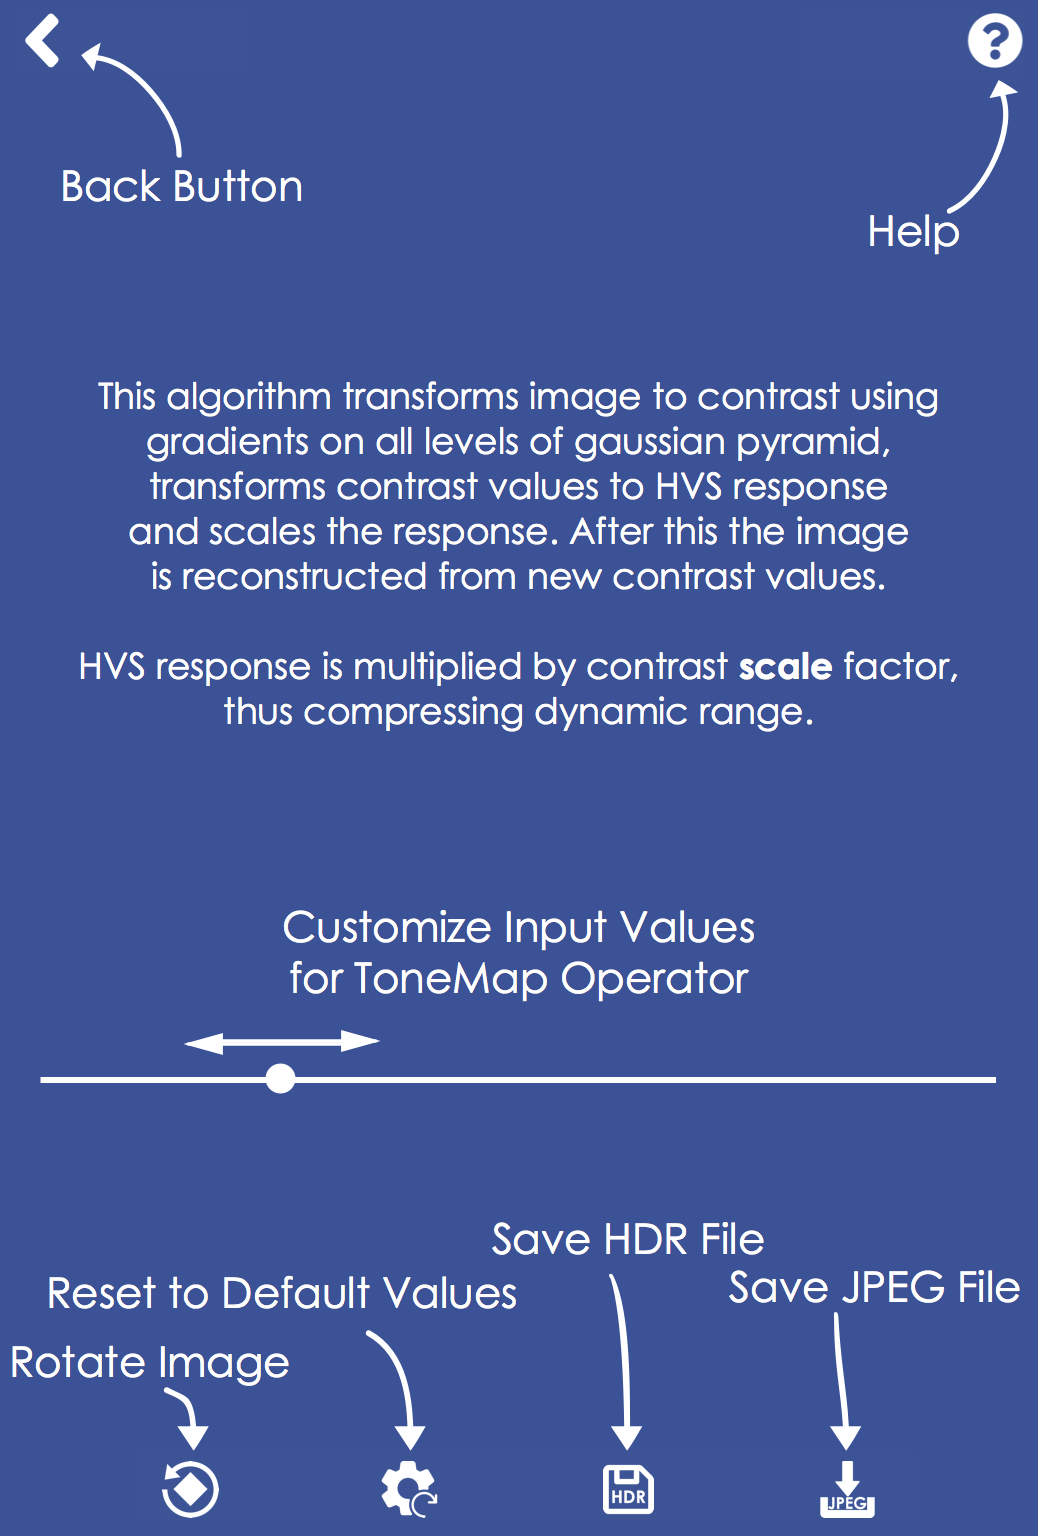 ?
Back Button
Help
This algorithm transforms image to contrast using
gradients on all levels of gaussian pyramid,
transforms contrast values to HVS response
and scales the response. After this the image
is reconstructed from new contrast values.
HVS response is multiplied by contrast scale factor,
thus compressing dynamic range.
Customize Input Values
for ToneMap Operator
Save HDR File
Save JPEG File
Reset to Default Values
Rotate Image
HDR
JPEG